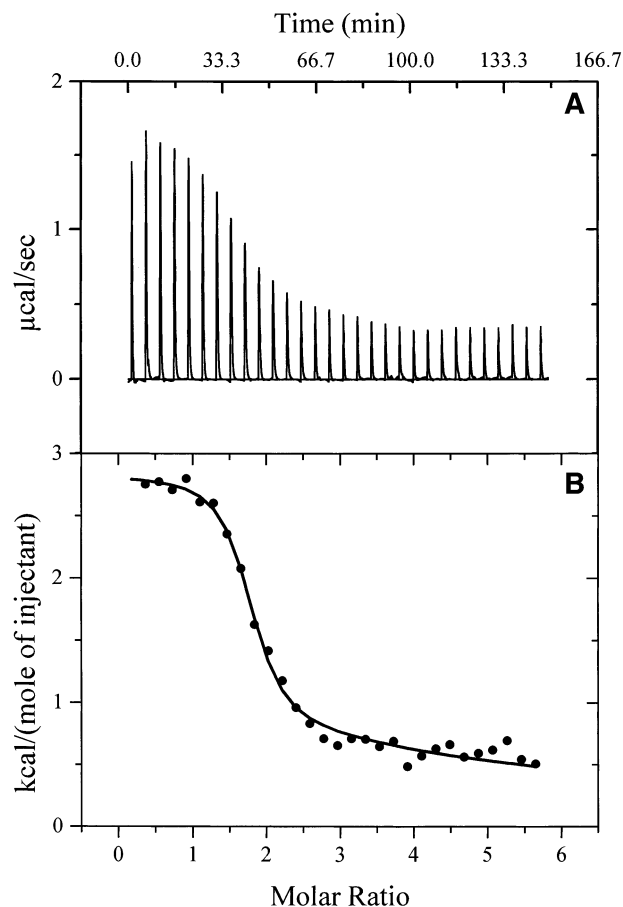 Time (min)
0.0 33.3 66.7 100.0 133.3 166.7
A
2
1
0
μcal/sec
B
3
2
1
0
kcal/(mole of injectant)
0 1 2 3 4 5 6
Molar Ratio